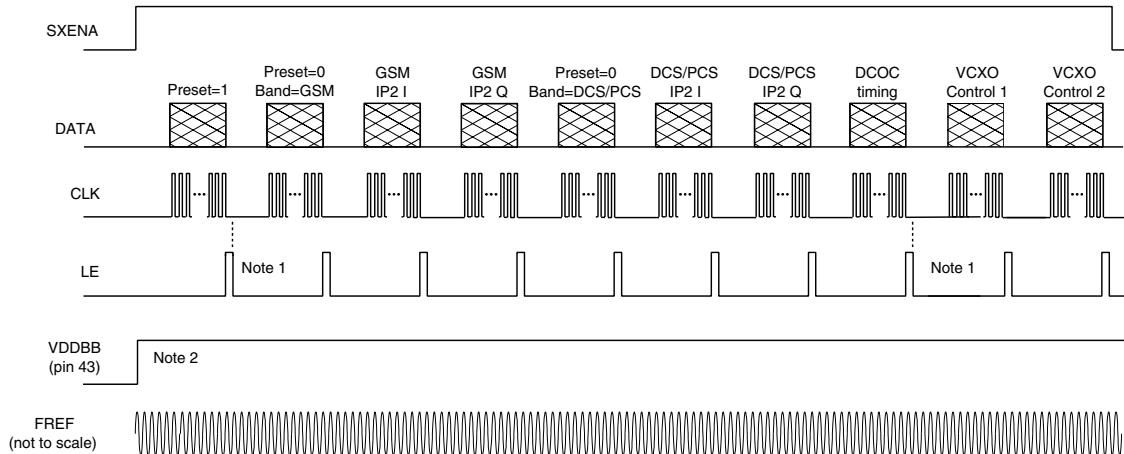 SXENA
Preset=1
Preset=0
Band=GSM
GSM
IP2 I
GSM
IP2 Q
Preset=0
Band=DCS/PCS
DCS/PCS
IP2 I
DCS/PCS
IP2 Q
DCOC
timing
VCXO
Control 1
VCXO
Control 2
DATA
CLK
... ... ... ... ... ... ... ... ... ...
LE
Note 1
Note 1
VDDBB
(pin 43)
Note 2
FREF
(not to scale)